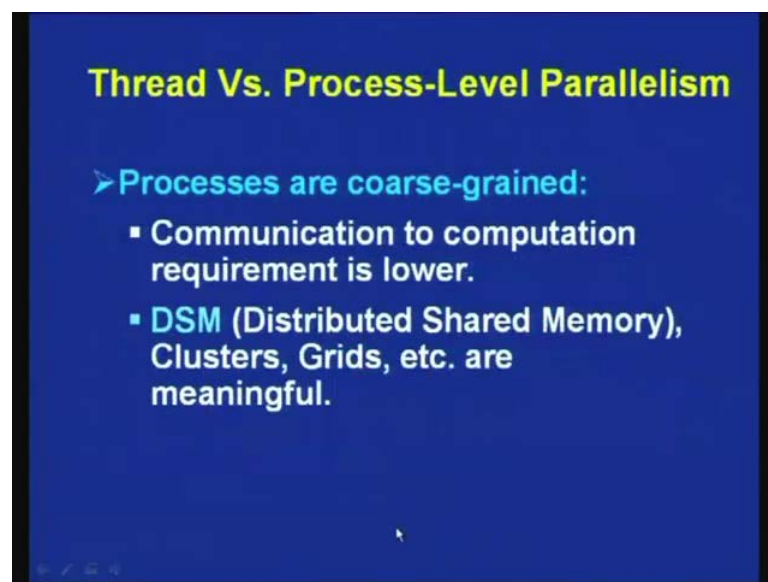 Thread Vs. Process-Level Parallelism
➢Processes are coarse-grained:
▪ Communication to computation
requirement is lower.
▪ DSM (Distributed Shared Memory),
Clusters, Grids, etc. are
meaningful.